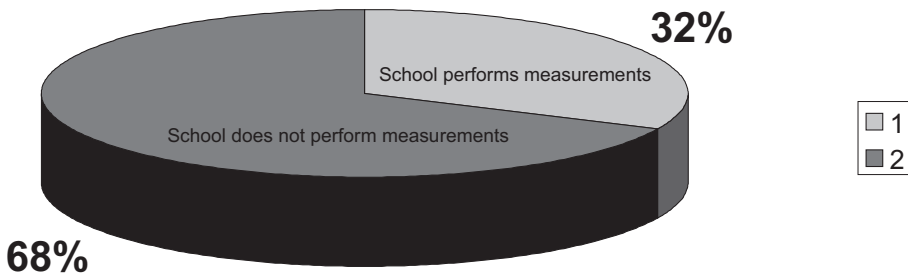 32%
School performs measurements
School does not perform measurements
1
2
68%